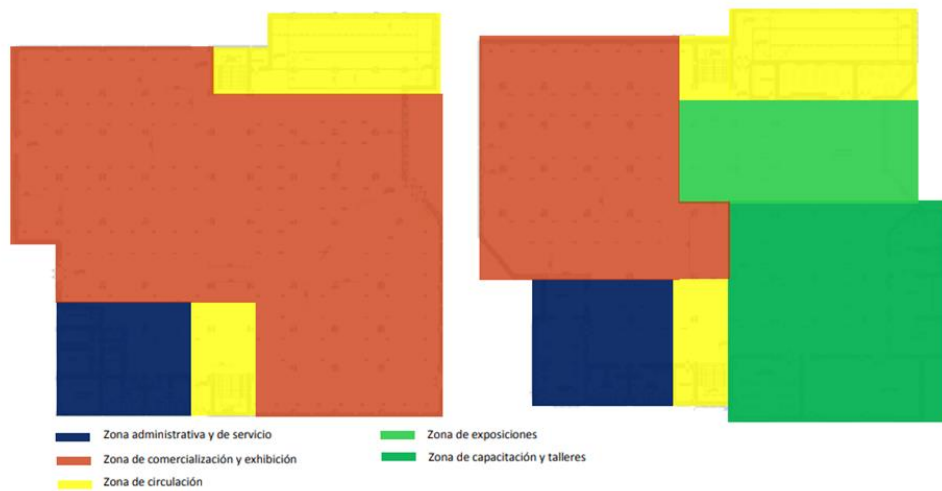 Zona administrativa y de servicio
Zona de comercialización y exhibición
Zona de circulación
Zona de exposiciones
Zona de capacitación y talleres